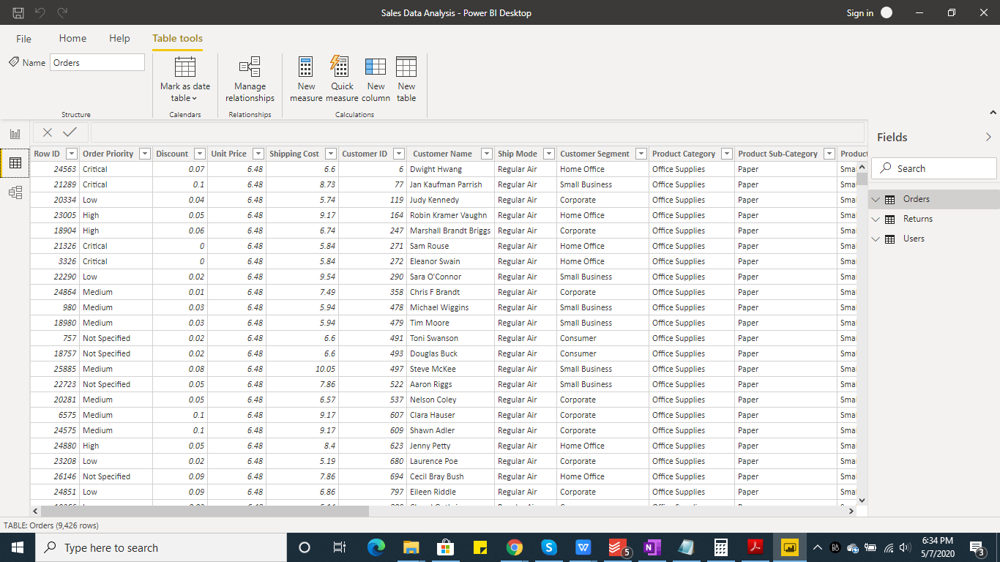 Sales Data Analysis - Power BI Desktop
Sign in
File Home Help Table tools
Name Orders
Mark as date table
Manage relationships
New measure
Quick measure
New column
New table
Structure Calendars Relationships Calculations
Row ID Order Priority Discount Unit Price Shipping Cost Customer ID Customer Name Ship Mode Customer Segment Product Category Product Sub-Category Product
24563 Critical 0.07 6.48 6.6 6 Dwight Hwang Regular Air Home Office Office Supplies Paper Sma
21289 Critical 0.1 6.48 8.73 77 Jan Kaufman Parrish Regular Air Small Business Office Supplies Paper Sma
20334 Low 0.04 6.48 5.74 119 Judy Kennedy Regular Air Corporate Office Supplies Paper Sma
23005 High 0.05 6.48 9.17 164 Robin Kramer Vaughn Regular Air Home Office Office Supplies Paper Sma
18904 High 0.06 6.48 6.74 247 Marshall Brandt Briggs Regular Air Corporate Office Supplies Paper Sma
21326 Critical 0 6.48 5.84 271 Sam Rouse Regular Air Home Office Office Supplies Paper Sma
3326 Critical 0 6.48 5.84 272 Eleanor Swain Regular Air Home Office Office Supplies Paper Sma
22290 Low 0.02 6.48 9.54 290 Sara O'Connor Regular Air Small Business Office Supplies Paper Sma
24864 Medium 0.01 6.48 7.49 358 Chris F Brandt Regular Air Corporate Office Supplies Paper Sma
980 Medium 0.03 6.48 5.94 478 Michael Wiggins Regular Air Small Business Office Supplies Paper Sma
18980 Medium 0.03 6.48 5.94 479 Tim Moore Regular Air Small Business Office Supplies Paper Sma
757 Not Specified 0.02 6.48 6.6 491 Toni Swanson Regular Air Consumer Office Supplies Paper Sma
18757 Not Specified 0.02 6.48 6.6 493 Douglas Buck Regular Air Consumer Office Supplies Paper Sma
25885 Medium 0.08 6.48 10.05 497 Steve McKee Regular Air Small Business Office Supplies Paper Sma
22723 Not Specified 0.05 6.48 7.86 522 Aaron Riggs Regular Air Small Business Office Supplies Paper Sma
20281 Medium 0.05 6.48 6.57 537 Nelson Coley Regular Air Corporate Office Supplies Paper Sma
6575 Medium 0.1 6.48 9.17 607 Clara Hauser Regular Air Corporate Office Supplies Paper Sma
24575 Medium 0.1 6.48 9.17 609 Shawn Adler Regular Air Corporate Office Supplies Paper Sma
24880 High 0.05 6.48 8.4 623 Jenny Petty Regular Air Home Office Office Supplies Paper Sma
23208 Low 0.02 6.48 5.19 680 Laurence Poe Regular Air Corporate Office Supplies Paper Sma
26146 Not Specified 0.09 6.48 7.86 694 Cecil Bray Bush Regular Air Home Office Office Supplies Paper Sma
24851 Low 0.09 6.48 6.86 797 Eileen Riddle Regular Air Corporate Office Supplies Paper Sma
Fields
Search
Orders
Returns
Users
TABLE: Orders (9,426 rows)
Type here to search
5
6:34 PM
5/7/2020
3